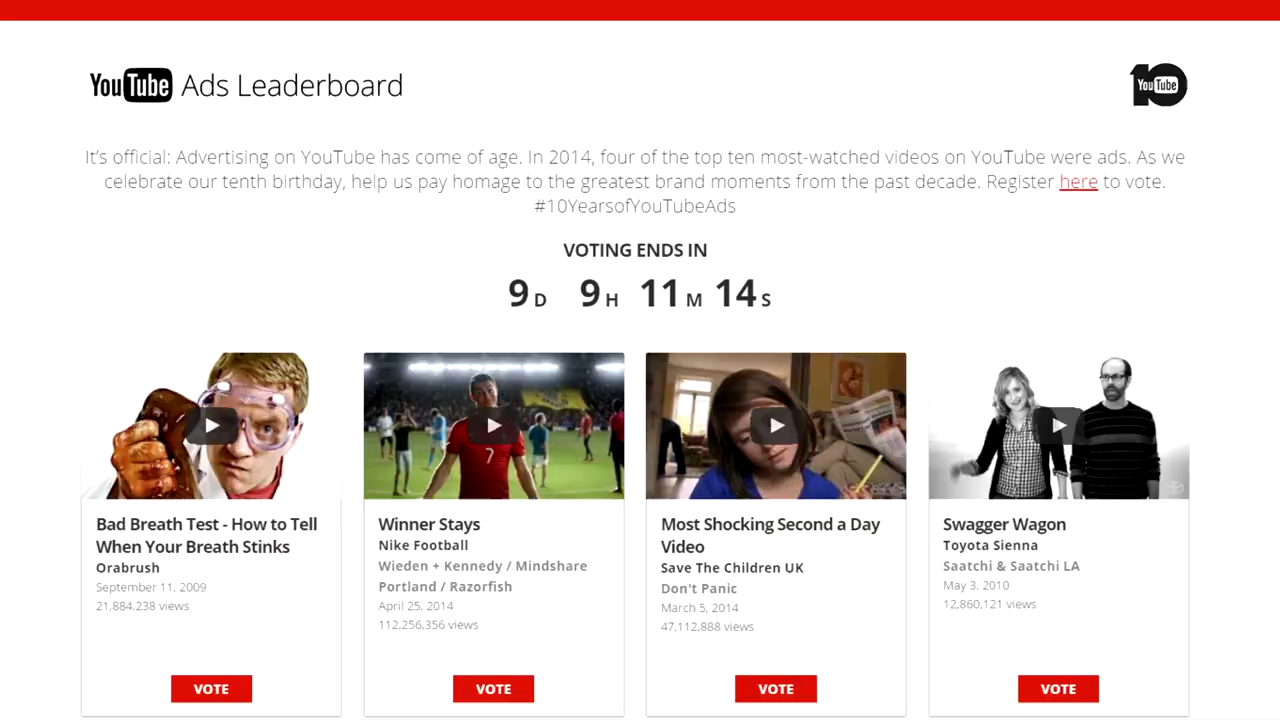 YouTube Ads Leaderboard
YouTube
It's official: Advertising on YouTube has come of age. In 2014, four of the top ten most-watched videos on YouTube were ads. As we
celebrate our tenth birthday, help us pay homage to the greatest brand moments from the past decade. Register here to vote.
#10YearsofYouTubeAds
VOTING ENDS IN
9 D 9 H 11 M 14 S
7
Bad Breath Test - How to Tell
When Your Breath Stinks
Orabrush
September 11, 2009
21,884,238 views
VOTE
Winner Stays
Nike Football
Wieden + Kennedy / Mindshare
Portland / Razorfish
April 25, 2014
112,256,356 views
VOTE
Most Shocking Second a Day
Video
Save The Children UK
Don't Panic
March 5, 2014
47,112,888 views
VOTE
Swagger Wagon
Toyota Sienna
Saatchi & Saatchi LA
May 3, 2010
12,860,121 views
VOTE